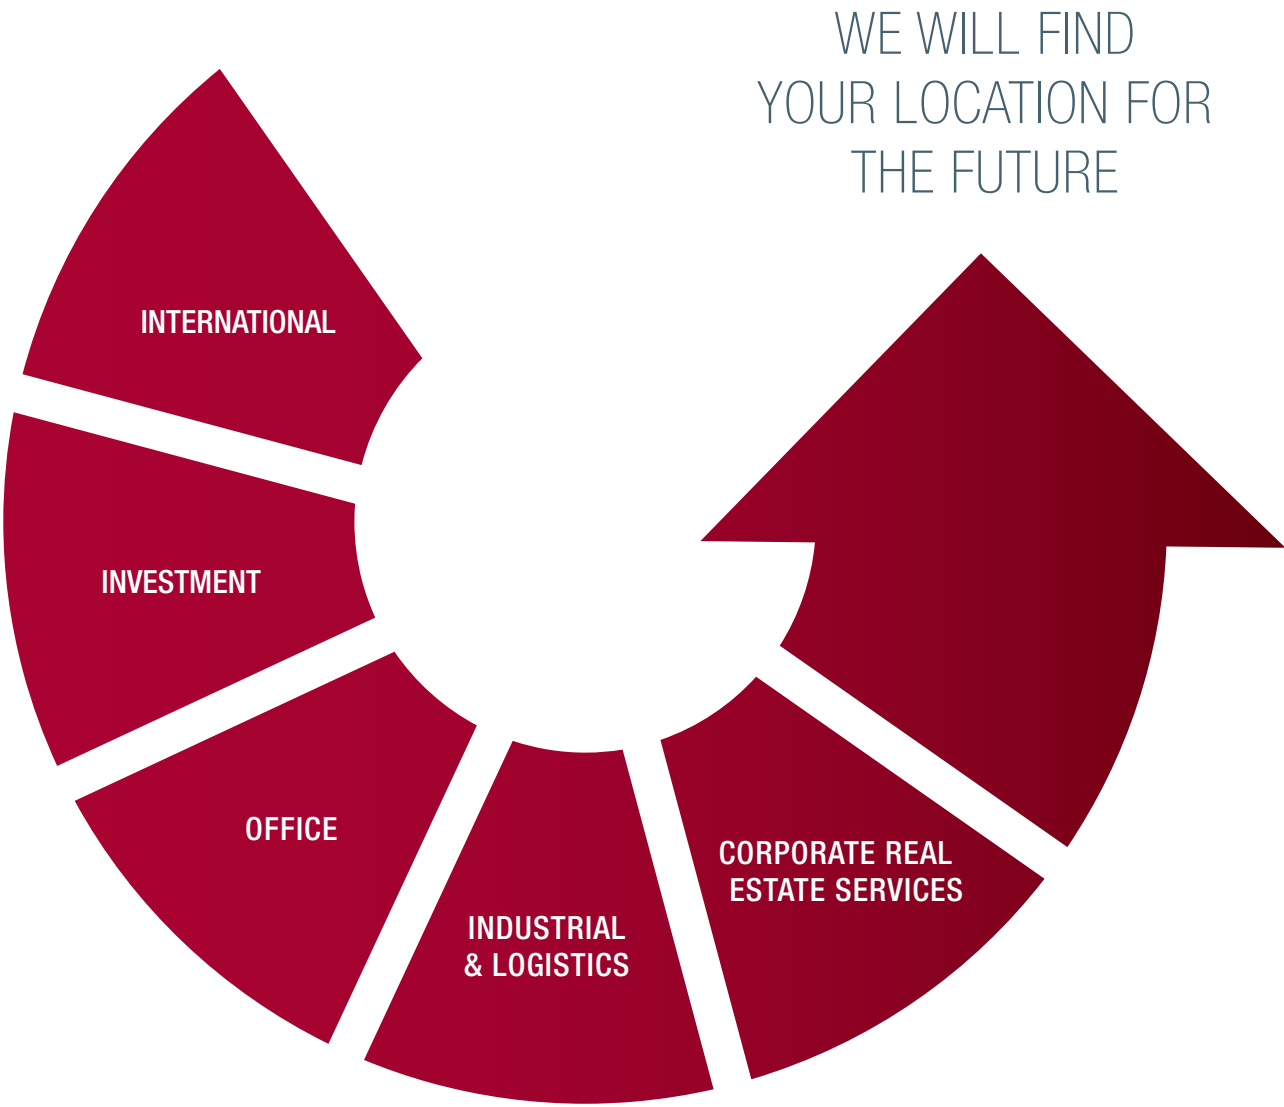 WE WILL FIND
YOUR LOCATION FOR
THE FUTURE
INTERNATIONAL
INVESTMENT
OFFICE
INDUSTRIAL
& LOGISTICS
CORPORATE REAL
ESTATE SERVICES